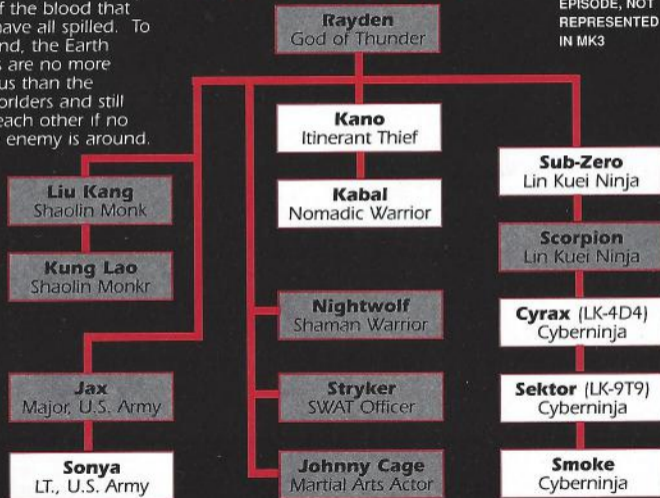 f the blood that
have all spilled. To
nd, the Earth
s are no more
us than the
orlders and still
each other if no
enemy is around.
EPISODE, NOT
REPRESENTED
IN MK3
Rayden
God of Thunder
Kano
Itinerant Thief
Kabal
Nomadic Warrior
Liu Kang
Shaolin Monk
Kung Lao
Shaolin Monkr
Sub-Zero
Lin Kuei Ninja
Scorpion
Lin Kuei Ninja
Nightwolf
Shaman Warrior
Cyrax (LK-4D4)
Cyberninja
Jax
Major, U.S. Army
Stryker
SWAT Officer
Sektor (LK-9T9)
Cyberninja
Sonya
LT., U.S. Army
Johnny Cage
Martial Arts Actor
Smoke
Cyberninja